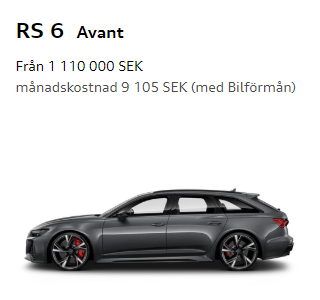 RS 6 Avant
Från 1 110 000 SEK
månadskostnad 9 105 SEK (med Bilförmån)